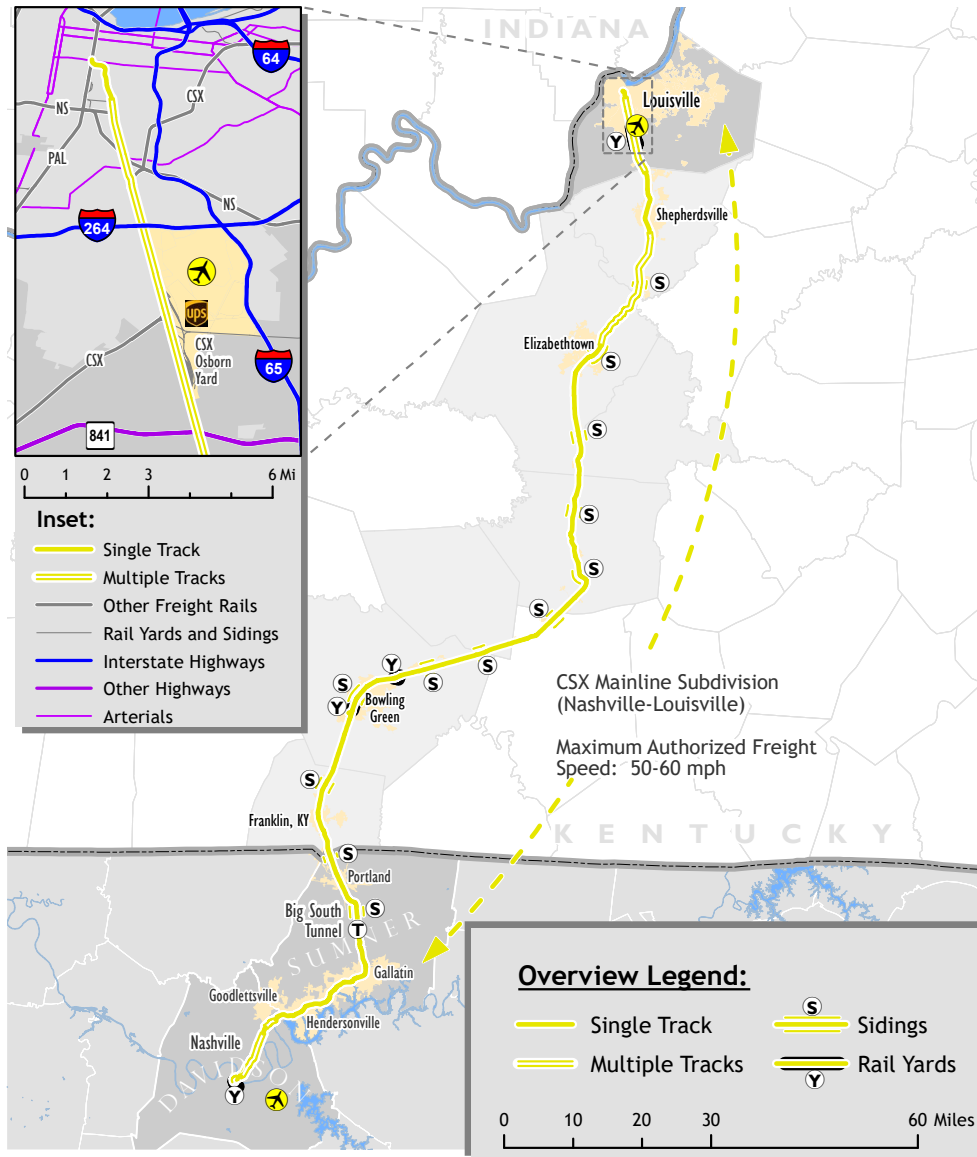 INDIANA
64
CSX
NS
PAL
NS
264
ups
CSX
Osborn
Yard
CSX
65
841
0 1 2 3 6 Mi
Inset:
Single Track
Multiple Tracks
Other Freight Rails
Rail Yards and Sidings
Interstate Highways
Other Highways
Arterials
Louisville
Y
Shepherdsville
S
Elizabethtown
S
S
S
S
S
S
Y
S
S
Bowling
Green
Y
CSX Mainline Subdivision
(Nashville-Louisville)
Maximum Authorized Freight
Speed: 50-60 mph
S
Franklin, KY
KENTUCKY
S
Portland
Big South
Tunnel
S
T
SUMNER
Gallatin
Goodlettsville
Hendersonville
Nashville
DAVIDSON
Y
Overview Legend:
Single Track
S
Sidings
Multiple Tracks
Rail Yards
Y
0 10 20 30 60 Miles